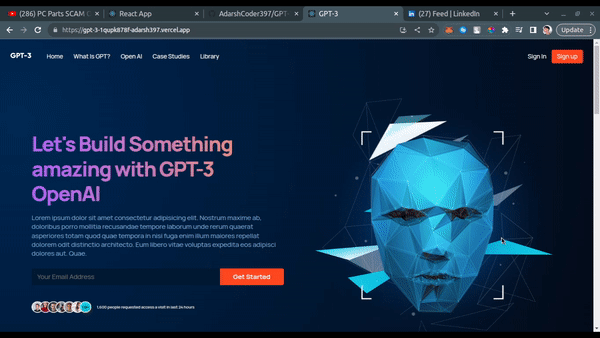 (286) PC Parts SCAM
React App
AdarshCoder397/GPT-
GPT-3
(27) Feed | LinkedIn
https://gpt-3-1qupk878f-adarsh397.vercel.app
Update
GPT-3
Home
What is GPT?
Open AI
Case Studies
Library
Sign in
Sign up
Let's Build Something
amazing with GPT-3
OpenAI
Lorem ipsum dolor sit amet consectetur adipisicing elit. Nostrum maxime ab,
doloribus porro mollitia recusandae tempore laborum unde rerum quaerat
asperiores totam quod quae tempora in nisi fuga enim illum maiores repellat
dolorem odit distinctio architecto. Eum libero vitae voluptas expedita eos adipisci
dolores aut. Quae.
Your Email Address
Get Started
1,600 people requested access a visit in last 24 hours